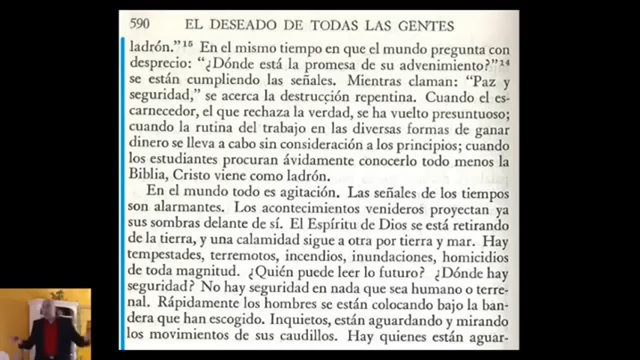 590 EL DESEADO DE TODAS LAS GENTES
ladrón.”¹⁵ En el mismo tiempo en que el mundo pregunta con
desprecio: “¿Dónde está la promesa de su advenimiento?”¹⁴
se están cumpliendo las señales. Mientras claman: “Paz y
seguridad,” se acerca la destrucción repentina. Cuando el es-
carnecedor, el que rechaza la verdad, se ha vuelto presuntuoso;
cuando la rutina del trabajo en las diversas formas de ganar
dinero se lleva a cabo sin consideración a los principios; cuando
los estudiantes procuran ávidamente conocerlo todo menos la
Biblia, Cristo viene como ladrón.
En el mundo todo es agitación. Las señales de los tiempos
son alarmantes. Los acontecimientos venideros proyectan ya
sus sombras delante de sí. El Espíritu de Dios se está retirando
de la tierra, y una calamidad sigue a otra por tierra y mar. Hay
tempestades, terremotos, incendios, inundaciones, homicidios
de toda magnitud. ¿Quién puede leer lo futuro? ¿Dónde hay
seguridad? No hay seguridad en nada que sea humano o terre-
nal. Rápidamente los hombres se están colocando bajo la ban-
dera que han escogido. Inquietos, están aguardando y mirando
los movimientos de sus caudillos. Hay quienes están aguar-